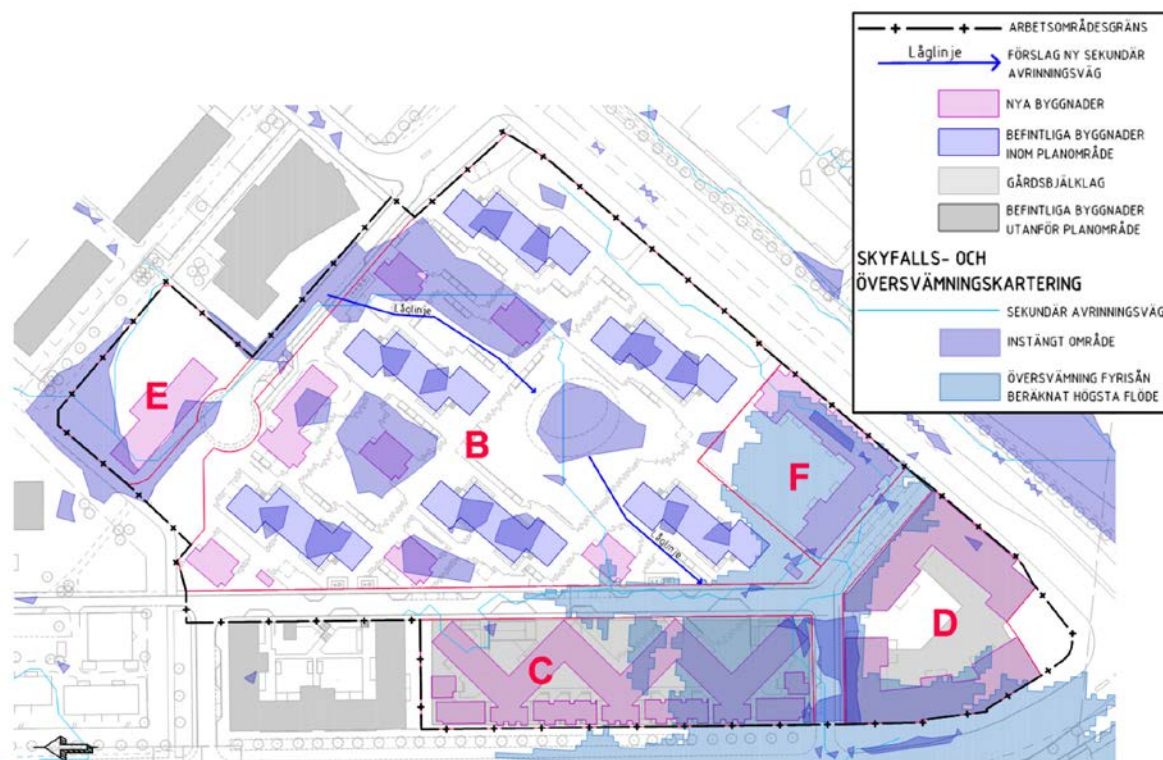 ARBETSOMRÅDESGRÄNS
Låglinje
FÖRSLAG NY SEKUNDÄR
AVRINNINGSVÄG
NYA BYGGNADER
BEFINTLIGA BYGGNADER
INOM PLANOMRÅDE
GÅRDSBJÄLKLAG
BEFINTLIGA BYGGNADER
UTANFÖR PLANOMRÅDE
SKYFALLS- OCH
ÖVERSVÄMNINGSKARTERING
SEKUNDÄR AVRINNINGSVÄG
INSTÄNGT OMRÅDE
ÖVERSVÄMNING FYRISÅN
BERÄKNAT HÖGSTA FLÖDE
Låglinje
E
B
F
Låglinje
D
C
A